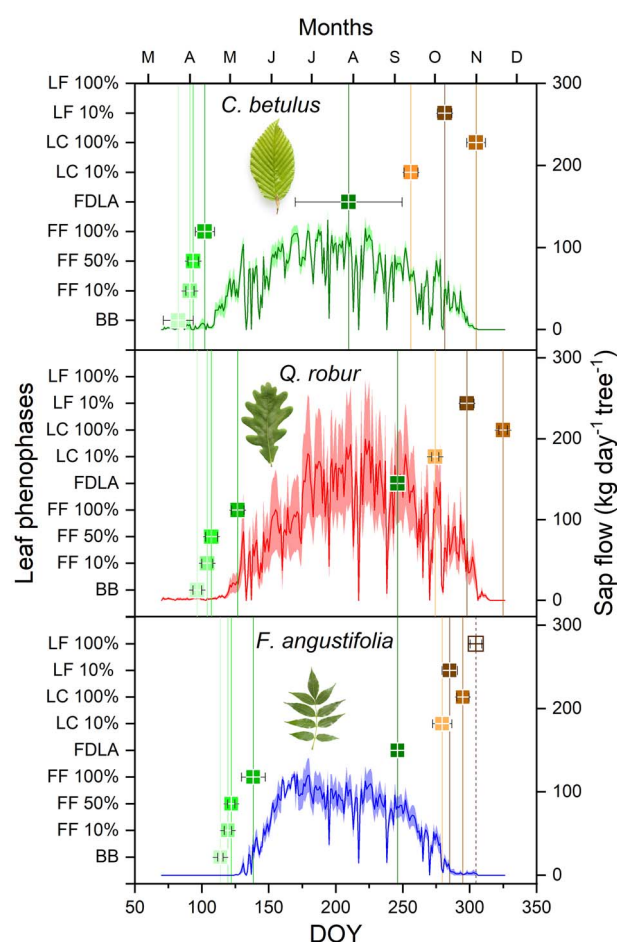 Months
M A M J J A S O N D
LF 100%
LF 10%
LC 100%
LC 10%
FDLA
FF 100%
FF 50%
FF 10%
BB
C. betulus
300
200
100
0
LF 100%
LF 10%
LC 100%
LC 10%
FDLA
FF 100%
FF 50%
FF 10%
BB
Q. robur
300
200
100
0
LF 100%
LF 10%
LC 100%
LC 10%
FDLA
FF 100%
FF 50%
FF 10%
BB
F. angustifolia
300
200
100
0
Leaf phenophases
Sap flow (kg day⁻¹ tree⁻¹)
50 100 150 200 250 300 350
DOY